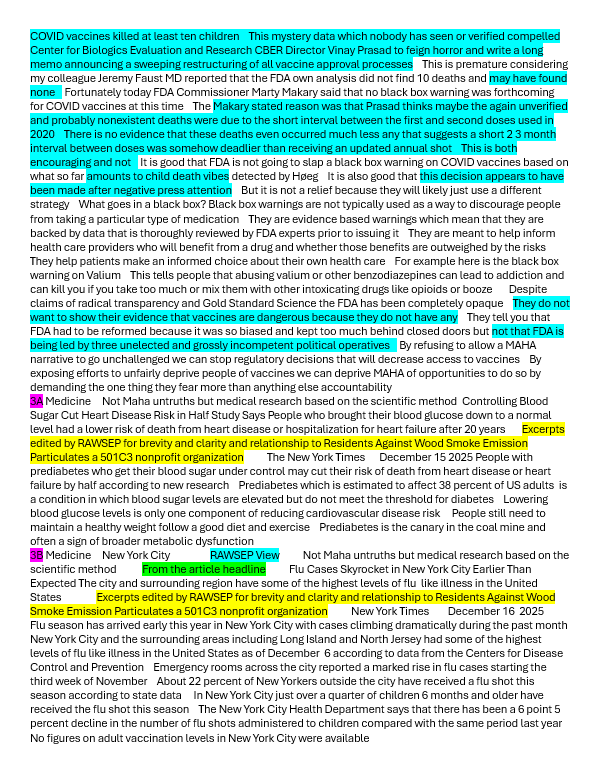 COVID vaccines killed at least ten children This mystery data which nobody has seen or verified compelled
Center for Biologics Evaluation and Research CBER Director Vinay Prasad to feign horror and write a long
memo announcing a sweeping restructuring of all vaccine approval processes This is premature considering
my colleague Jeremy Faust MD reported that the FDA own analysis did not find 10 deaths and may have found
none Fortunately today FDA Commissioner Marty Makary said that no black box warning was forthcoming
for COVID vaccines at this time The Makary stated reason was that Prasad thinks maybe the again unverified
and probably nonexistent deaths were due to the short interval between the first and second doses used in
2020 There is no evidence that these deaths even occurred much less any that suggests a short 2 3 month
interval between doses was somehow deadlier than receiving an updated annual shot This is both
encouraging and not It is good that FDA is not going to slap a black box warning on COVID vaccines based on
what so far amounts to child death vibes detected by Høeg It is also good that this decision appears to have
been made after negative press attention But it is not a relief because they will likely just use a different
strategy What goes in a black box? Black box warnings are not typically used as a way to discourage people
from taking a particular type of medication They are evidence based warnings which mean that they are
backed by data that is thoroughly reviewed by FDA experts prior to issuing it They are meant to help inform
health care providers who will benefit from a drug and whether those benefits are outweighed by the risks
They help patients make an informed choice about their own health care For example here is the black box
warning on Valium This tells people that abusing valium or other benzodiazepines can lead to addiction and
can kill you if you take too much or mix them with other intoxicating drugs like opioids or booze Despite
claims of radical transparency and Gold Standard Science the FDA has been completely opaque They do not
want to show their evidence that vaccines are dangerous because they do not have any They tell you that
FDA had to be reformed because it was so biased and kept too much behind closed doors but not that FDA is
being led by three unelected and grossly incompetent political operatives By refusing to allow a MAHA
narrative to go unchallenged we can stop regulatory decisions that will decrease access to vaccines By
exposing efforts to unfairly deprive people of vaccines we can deprive MAHA of opportunities to do so by
demanding the one thing they fear more than anything else accountability
3A Medicine Not Maha untruths but medical research based on the scientific method Controlling Blood
Sugar Cut Heart Disease Risk in Half Study Says People who brought their blood glucose down to a normal
level had a lower risk of death from heart disease or hospitalization for heart failure after 20 years Excerpts
edited by RAWSEP for brevity and clarity and relationship to Residents Against Wood Smoke Emission
Particulates a 501C3 nonprofit organization The New York Times December 15 2025 People with
prediabetes who get their blood sugar under control may cut their risk of death from heart disease or heart
failure by half according to new research Prediabetes which is estimated to affect 38 percent of US adults is
a condition in which blood sugar levels are elevated but do not meet the threshold for diabetes Lowering
blood glucose levels is only one component of reducing cardiovascular disease risk People still need to
maintain a healthy weight follow a good diet and exercise Prediabetes is the canary in the coal mine and
often a sign of broader metabolic dysfunction
3B Medicine New York City RAWSEP View Not Maha untruths but medical research based on the
scientific method From the article headline Flu Cases Skyrocket in New York City Earlier Than
Expected The city and surrounding region have some of the highest levels of flu like illness in the United
States Excerpts edited by RAWSEP for brevity and clarity and relationship to Residents Against Wood
Smoke Emission Particulates a 501C3 nonprofit organization New York Times December 16 2025
Flu season has arrived early this year in New York City with cases climbing dramatically during the past month
New York City and the surrounding areas including Long Island and North Jersey had some of the highest
levels of flu like illness in the United States as of December 6 according to data from the Centers for Disease
Control and Prevention Emergency rooms across the city reported a marked rise in flu cases starting the
third week of November About 22 percent of New Yorkers outside the city have received a flu shot this
season according to state data In New York City just over a quarter of children 6 months and older have
received the flu shot this season The New York City Health Department says that there has been a 6 point 5
percent decline in the number of flu shots administered to children compared with the same period last year
No figures on adult vaccination levels in New York City were available